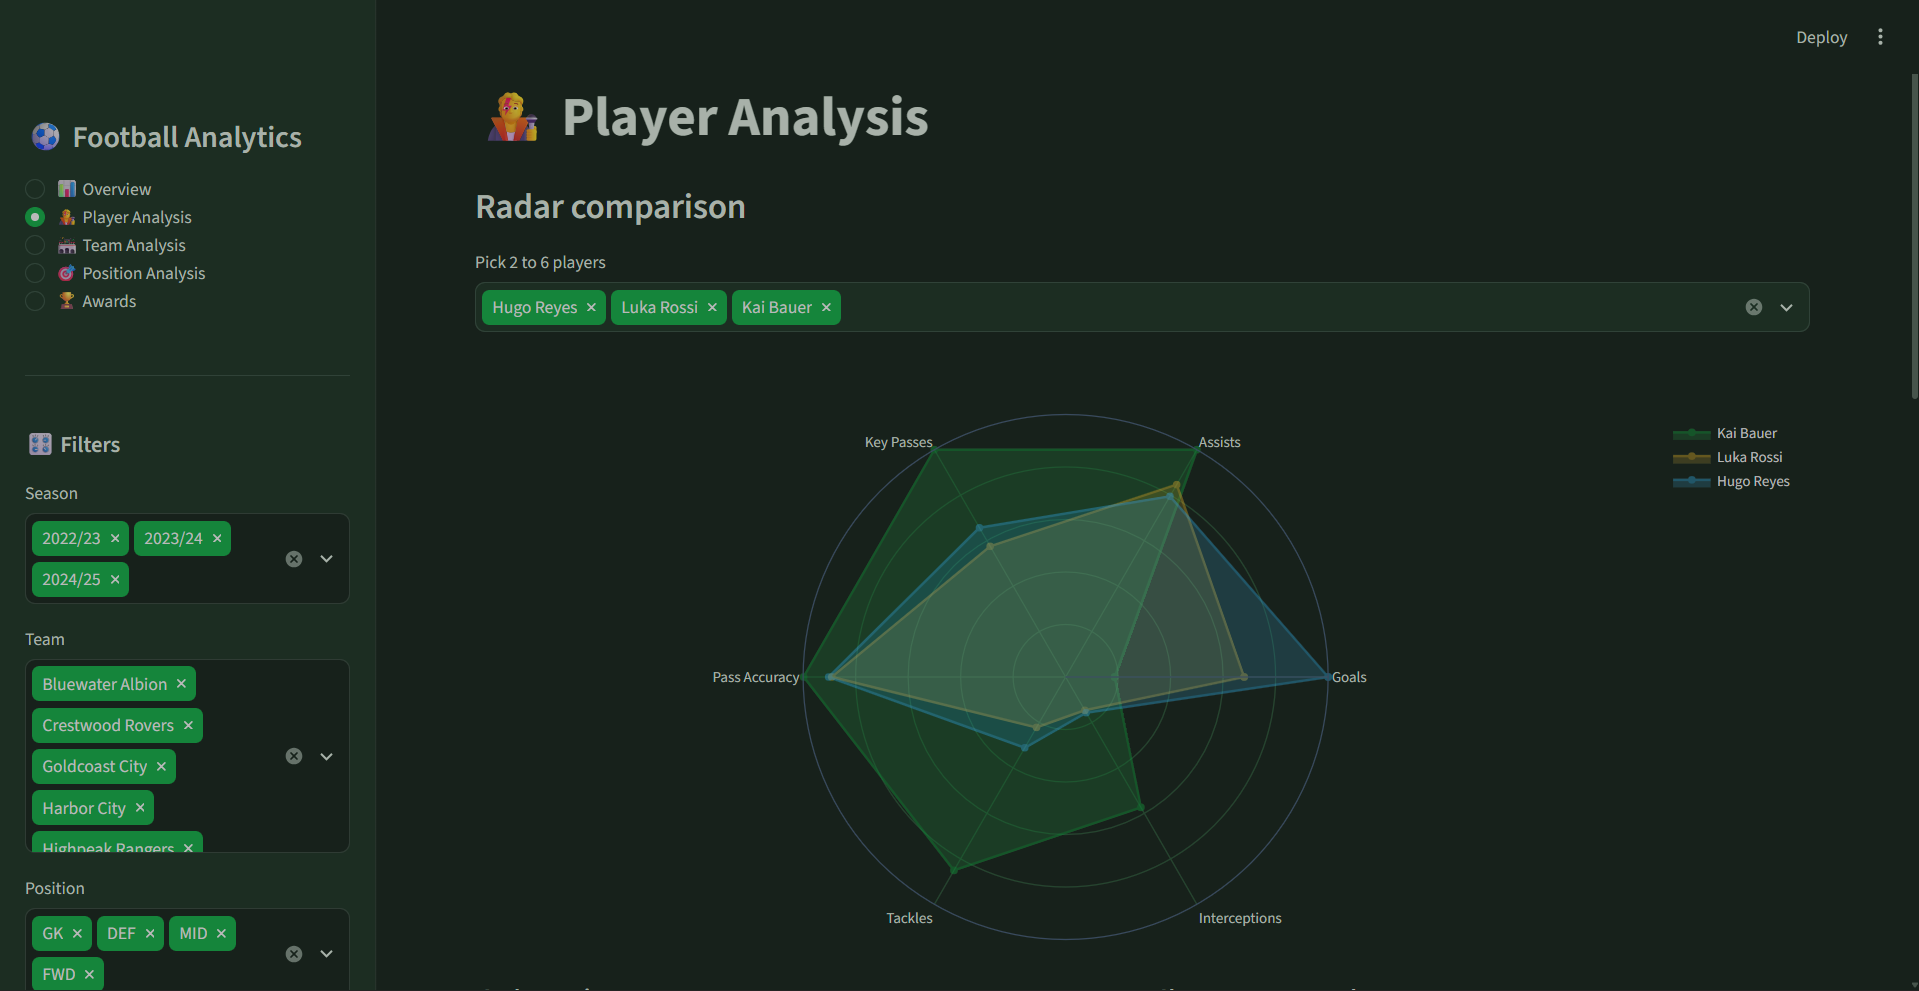 Deploy
Football Analytics
Overview
Player Analysis
Team Analysis
Position Analysis
Awards
Filters
Season
2022/23 × 2023/24 ×
2024/25 ×
Team
Bluewater Albion ×
Crestwood Rovers ×
Goldcoast City ×
Harbor City ×
Highpeak Rangers ×
Position
GK × DEF × MID ×
FWD ×
Player Analysis
Radar comparison
Pick 2 to 6 players
Hugo Reyes × Luka Rossi × Kai Bauer ×
Key Passes
Assists
Pass Accuracy
Goals
Tackles
Interceptions
Kai Bauer
Luka Rossi
Hugo Reyes